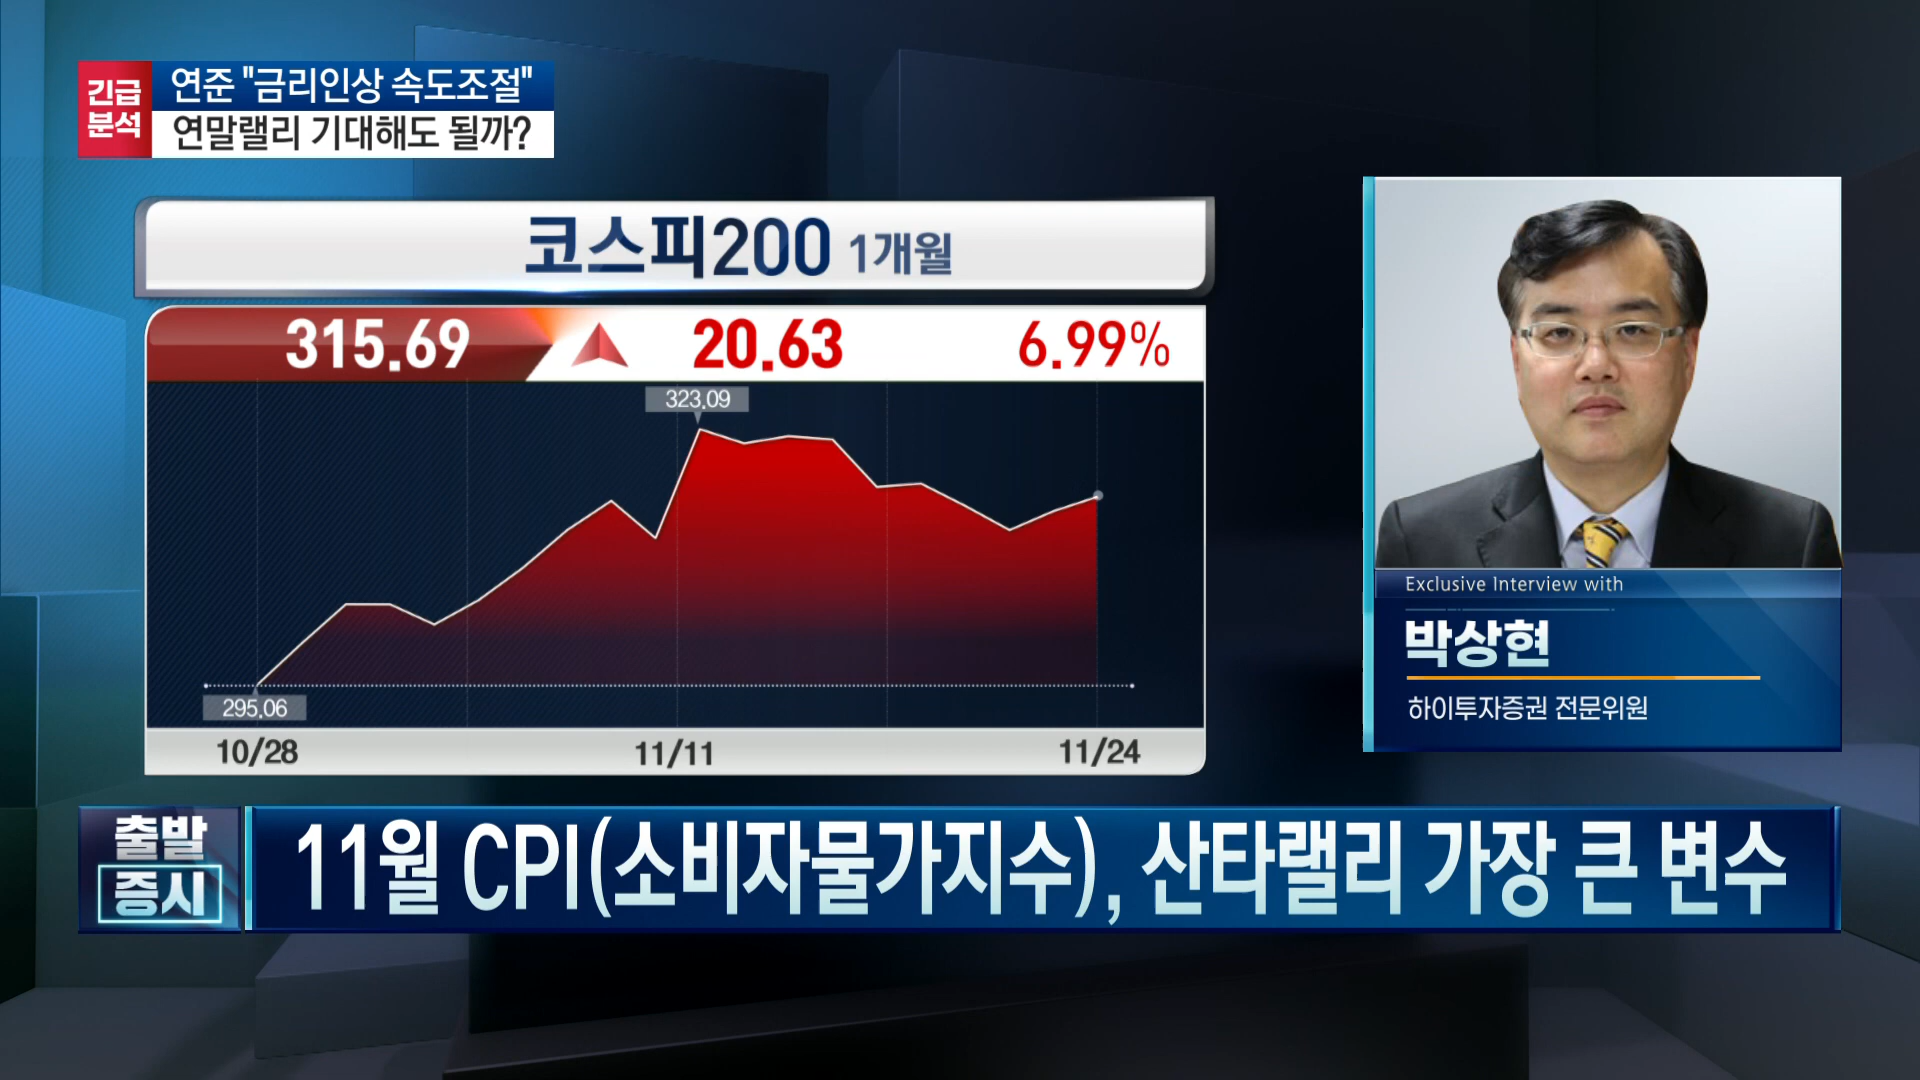 긴급
분석
연준 "금리인상 속도조절"
연말랠리 기대해도 될까?
코스피200 1개월
315.69 20.63 6.99%
323.09
295.06
10/28 11/11 11/24
Exclusive Interview with
박상현
하이투자증권 전문위원
출발
증시
11월 CPI(소비자물가지수), 산타랠리 가장 큰 변수